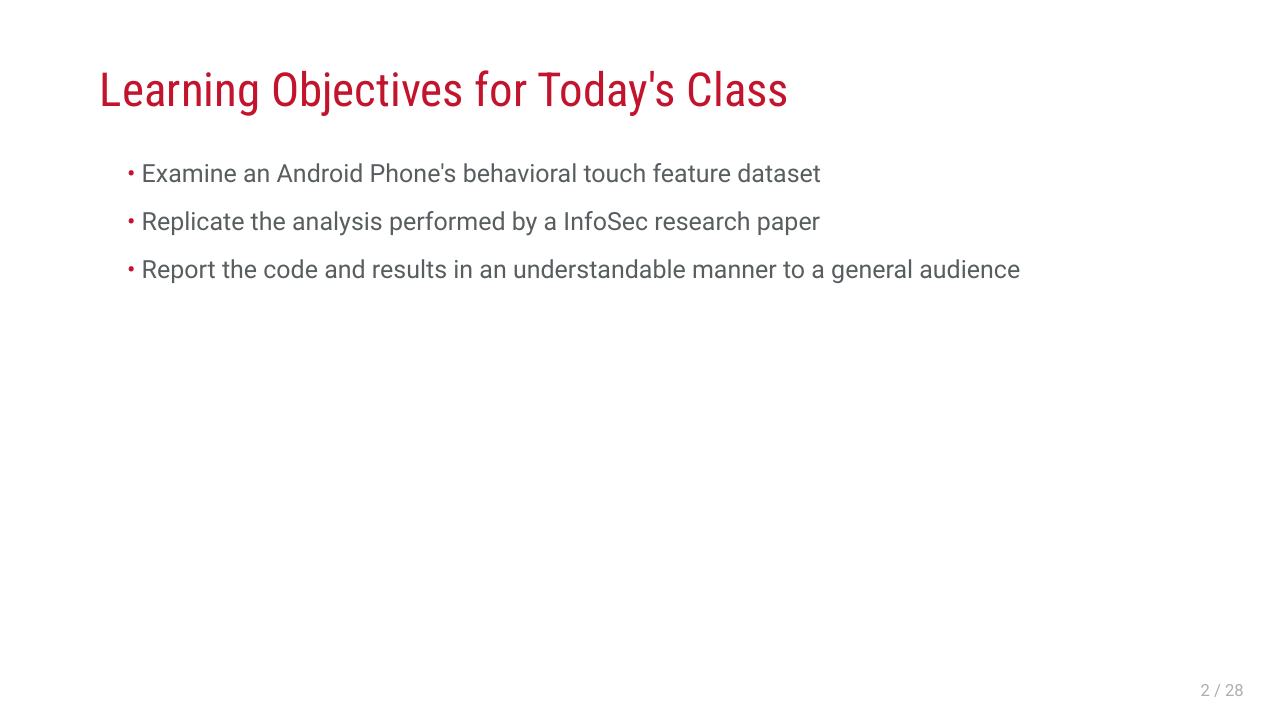 Learning Objectives for Today's Class
• Examine an Android Phone's behavioral touch feature dataset
• Replicate the analysis performed by a InfoSec research paper
• Report the code and results in an understandable manner to a general audience
2 / 28